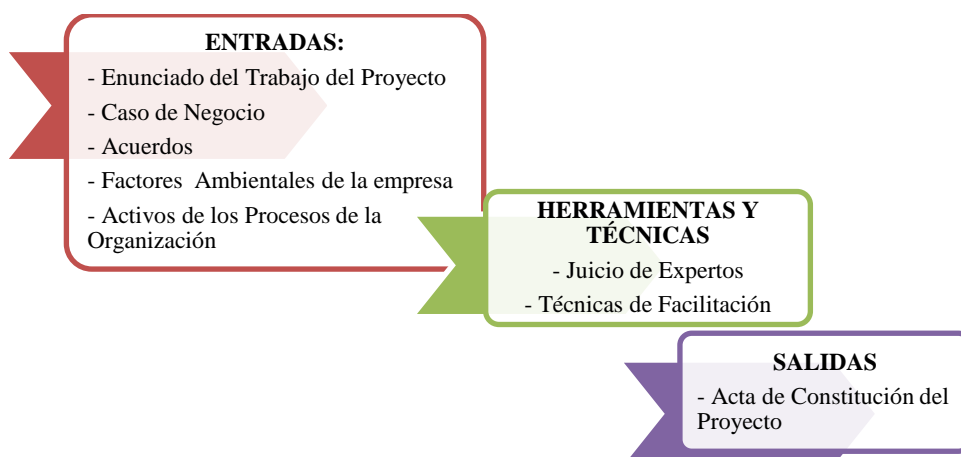 ENTRADAS:
- Enunciado del Trabajo del Proyecto
- Caso de Negocio
- Acuerdos
- Factores Ambientales de la empresa
- Activos de los Procesos de la
Organización
HERRAMIENTAS Y
TÉCNICAS
- Juicio de Expertos
- Técnicas de Facilitación
SALIDAS
- Acta de Constitución del
Proyecto